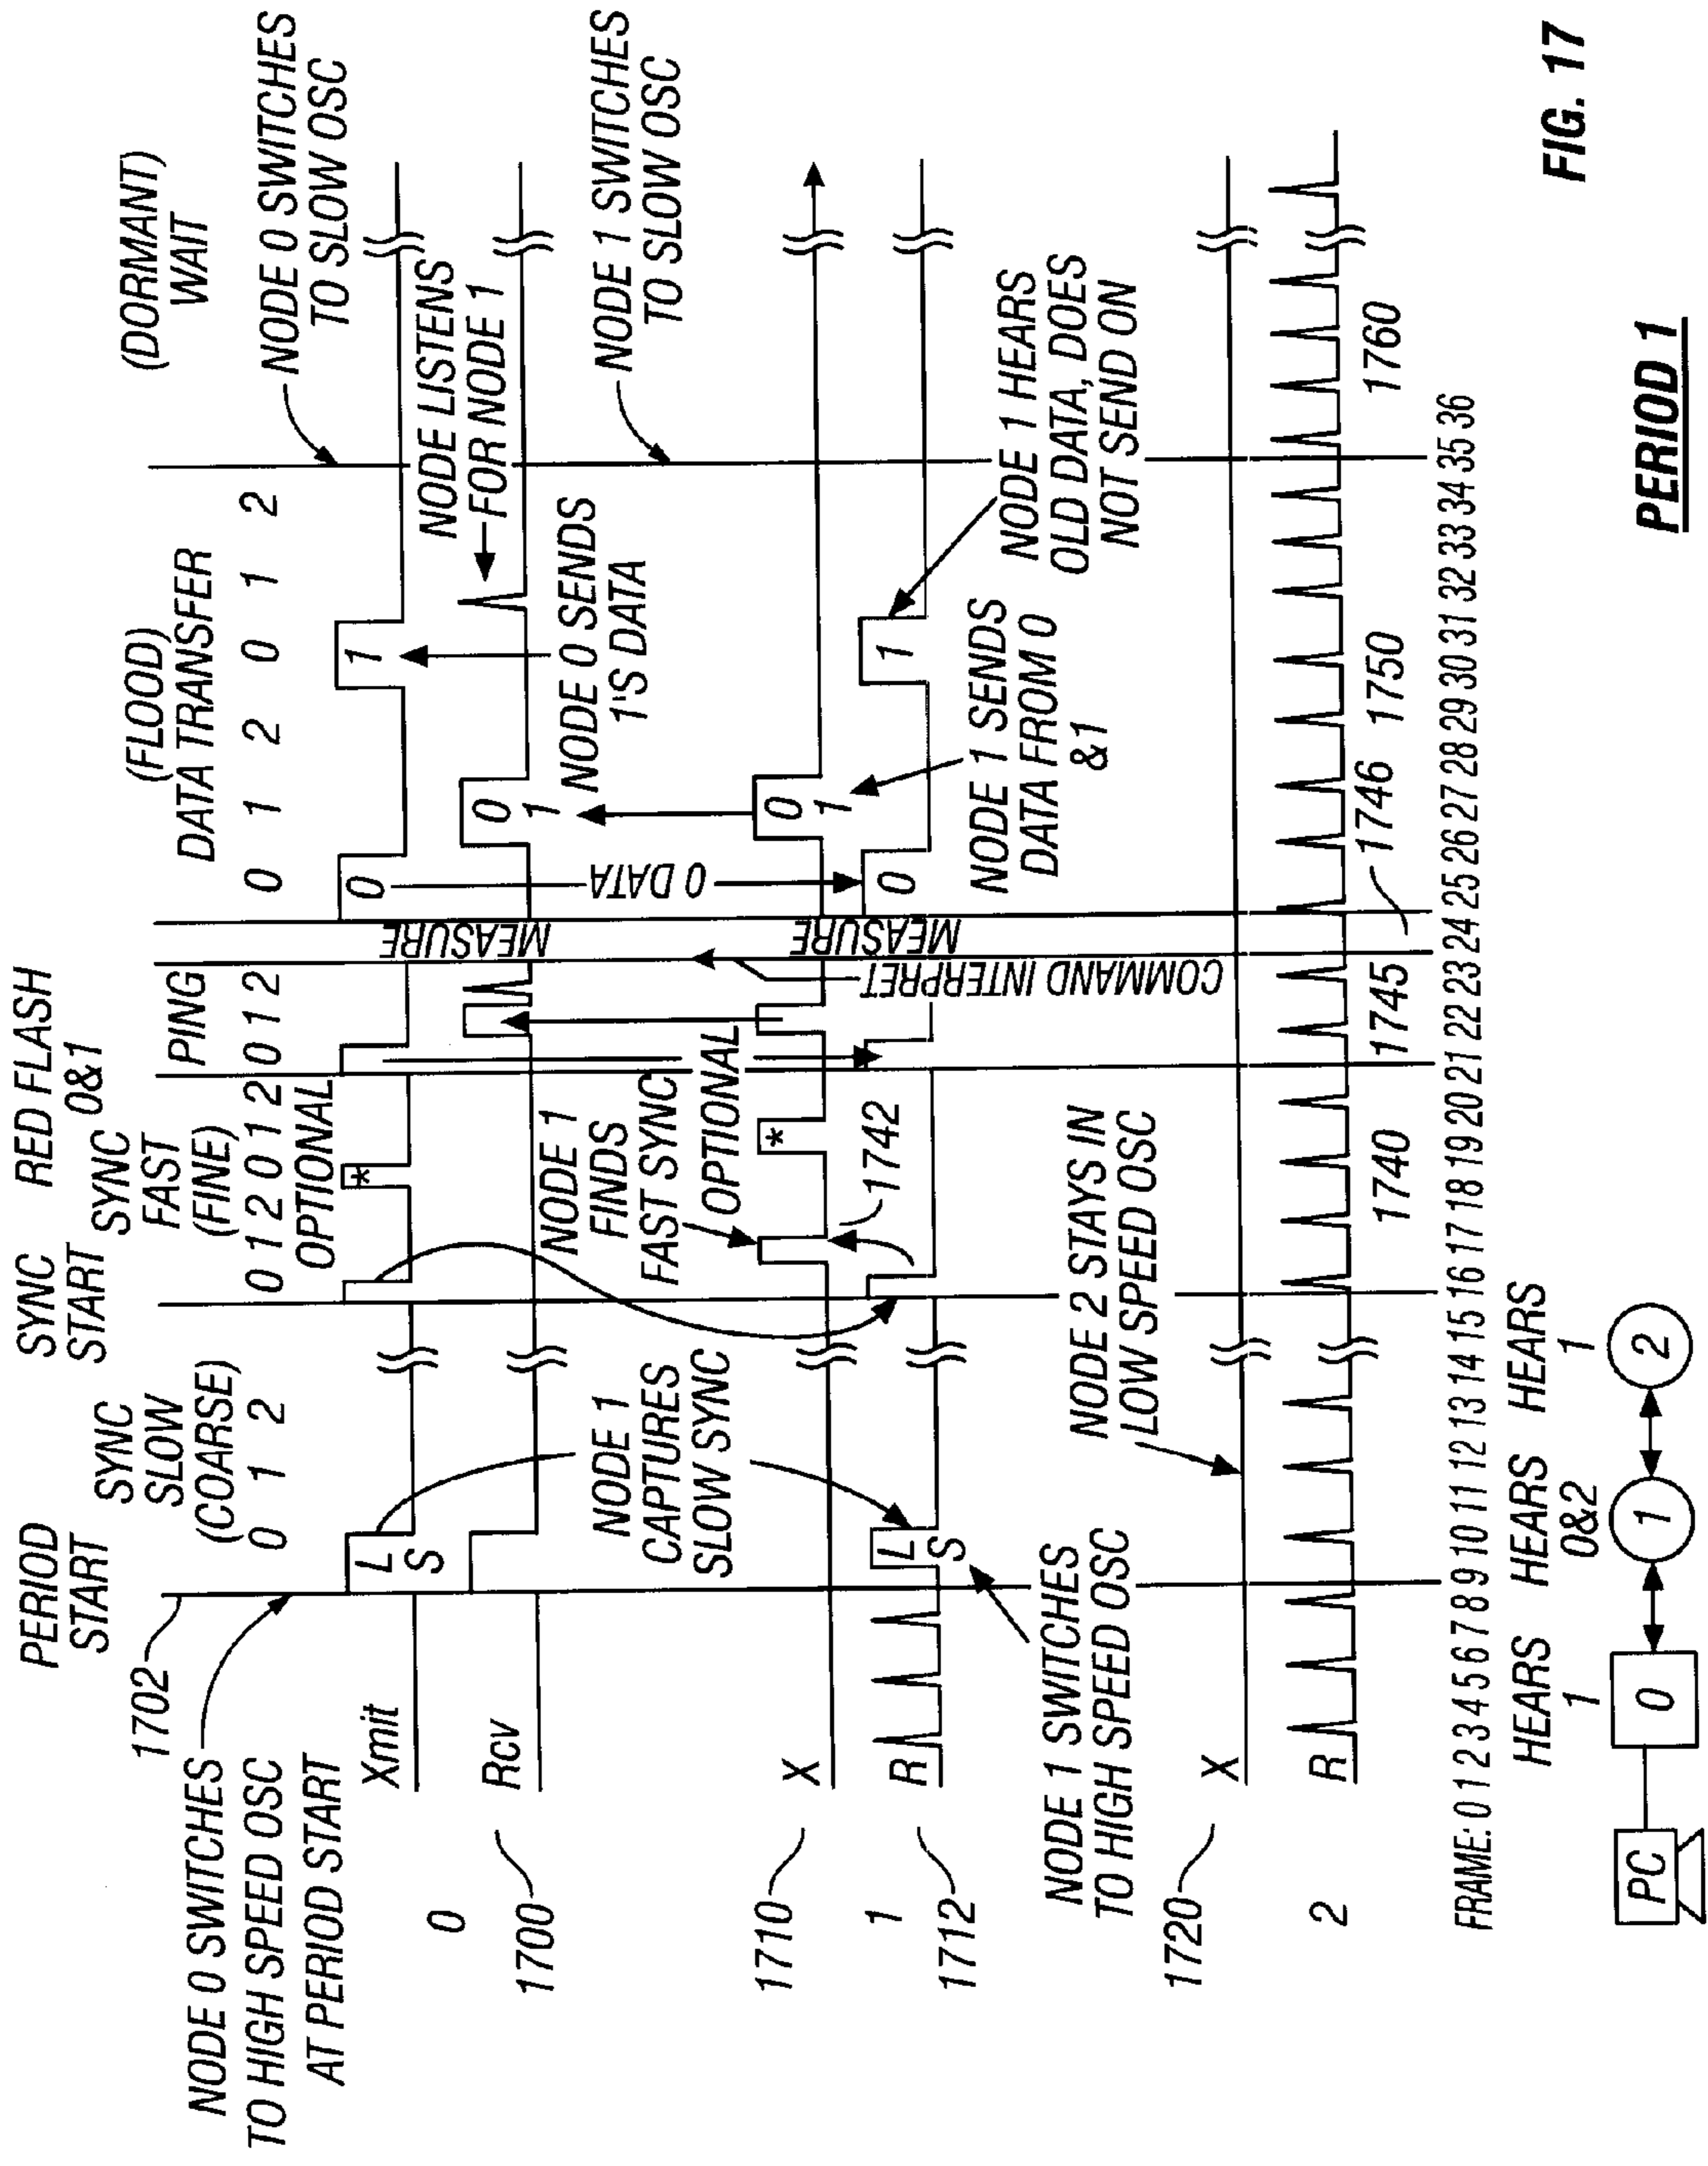 PERIOD
START
SYNC
SLOW
(COARSE)
0 1 2
SYNC
START
SYNC
FAST
(FINE)
0 1 2 0 1 2
OPTIONAL
RED FLASH
0&1
PING
0 1 2
(FLOOD)
DATA TRANSFER
0 1 2 0 1 2
(DORMANT)
WAIT
1702
NODE 0 SWITCHES
TO HIGH SPEED OSC
AT PERIOD START
NODE 0 SWITCHES
TO SLOW OSC
0
Xmit
L
S
*
0
1
Rcv
1700
0
1
NODE LISTENS
FOR NODE 1
NODE 0 SENDS
1'S DATA
MEASURE
MEASURE
0 DATA
COMMAND INTERPRET
NODE 1
CAPTURES
SLOW SYNC
NODE 1
FINDS
FAST SYNC
OPTIONAL
NODE 1 SWITCHES
TO SLOW OSC
1710
X
*
0
1
1
R
1712
L
S
1742
0
1
NODE 1 SWITCHES
TO HIGH SPEED OSC
NODE 1 SENDS
DATA FROM 0
&1
NODE 1 HEARS
OLD DATA, DOES
NOT SEND ON
NODE 2 STAYS IN
LOW SPEED OSC
1720
X
2
R
1740
1745
1746
1750
1760
FRAME: 0 1 2 3 4 5 6 7 8 9 10 11 12 13 14 15 16 17 18 19 20 21 22 23 24 25 26 27 28 29 30 31 32 33 34 35 36
HEARS
1
HEARS
0&2
HEARS
1
PC
0
1
2
PERIOD 1
FIG. 17